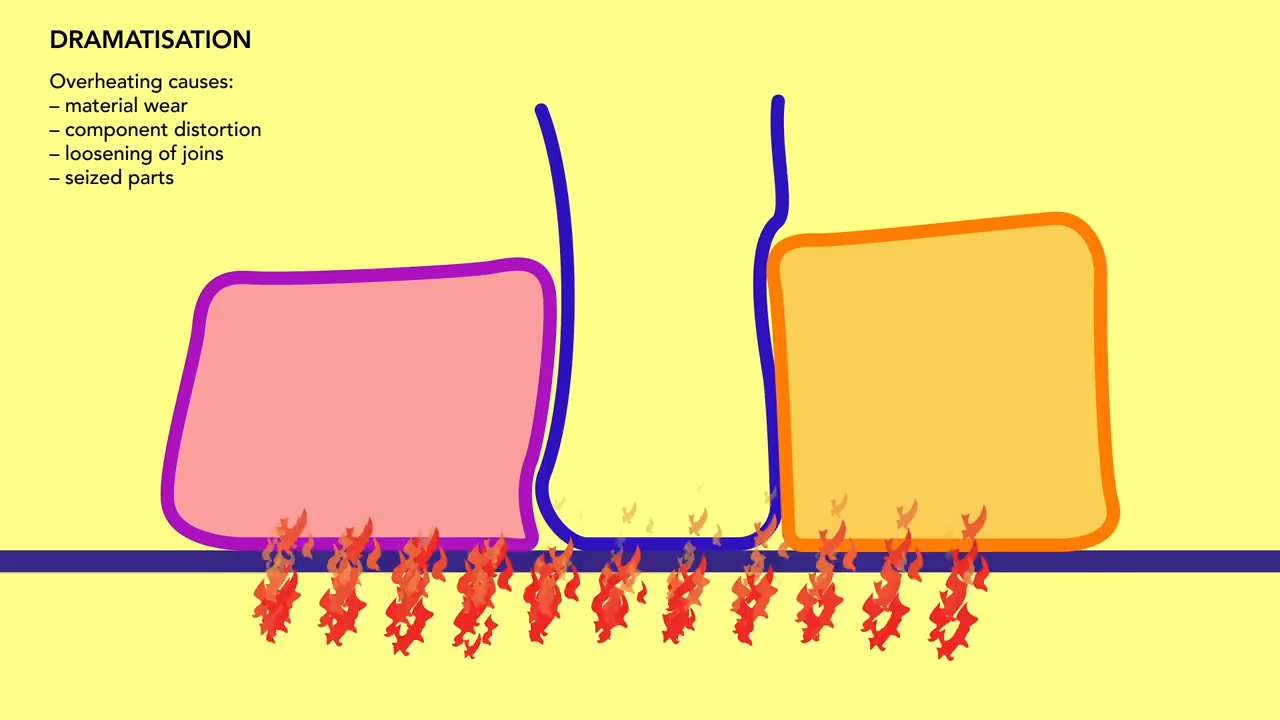 DRAMATISATION
Overheating causes:
– material wear
– component distortion
– loosening of joins
– seized parts